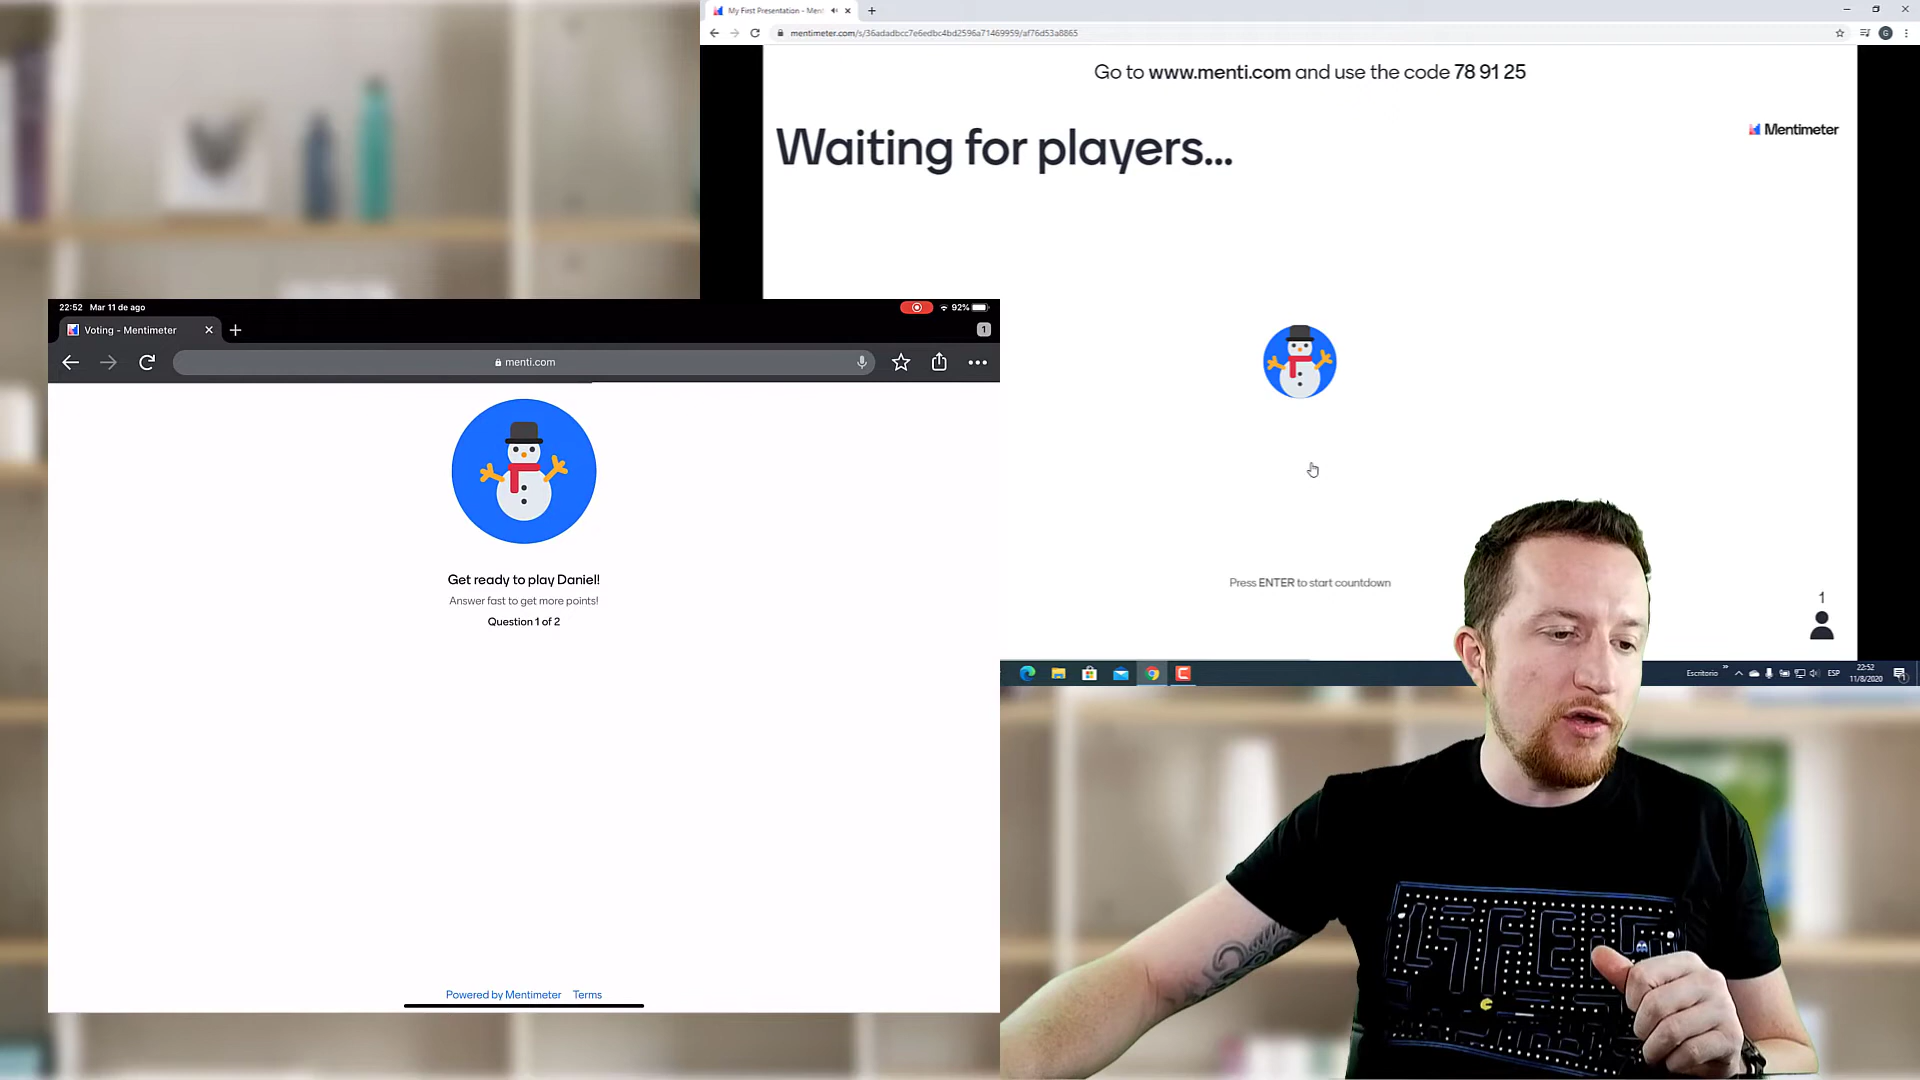 My First Presentation - Ment
mentimeter.com/s/36adadbcc7e6edbc4bd2596a71469959/af76d53a8865
G
Go to www.menti.com and use the code 78 91 25
Waiting for players...
Mentimeter
Press ENTER to start countdown
1
Escritorio
ESP
22:52
11/8/2020
22:52 Mar 11 de ago
92%
Voting - Mentimeter
1
menti.com
Get ready to play Daniel!
Answer fast to get more points!
Question 1 of 2
Powered by Mentimeter Terms